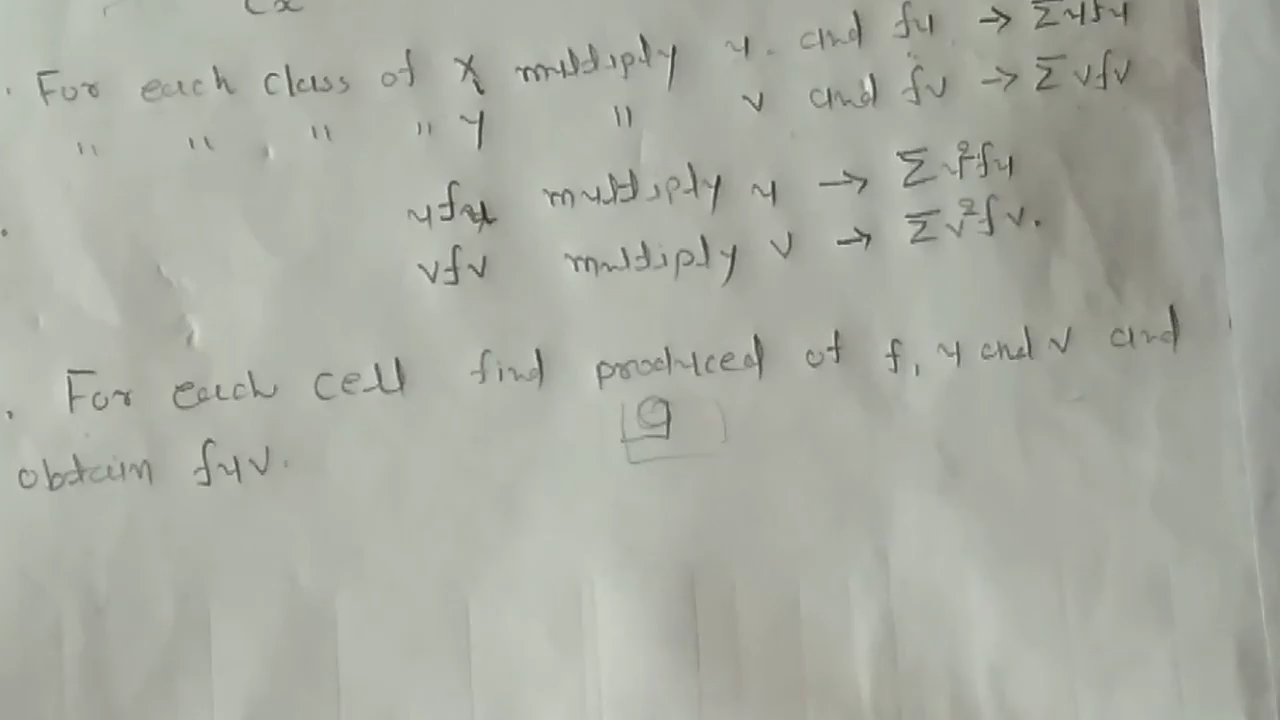 Cx
. For each class of X multiply u. and fu → Σufu
" " " " Y " v and fv → Σvfv
. ufu multiply u → Σu²fu
vfv multiply v → Σv²fv.
. For each cell find produced of f, u and v and
9
obtain fuv.